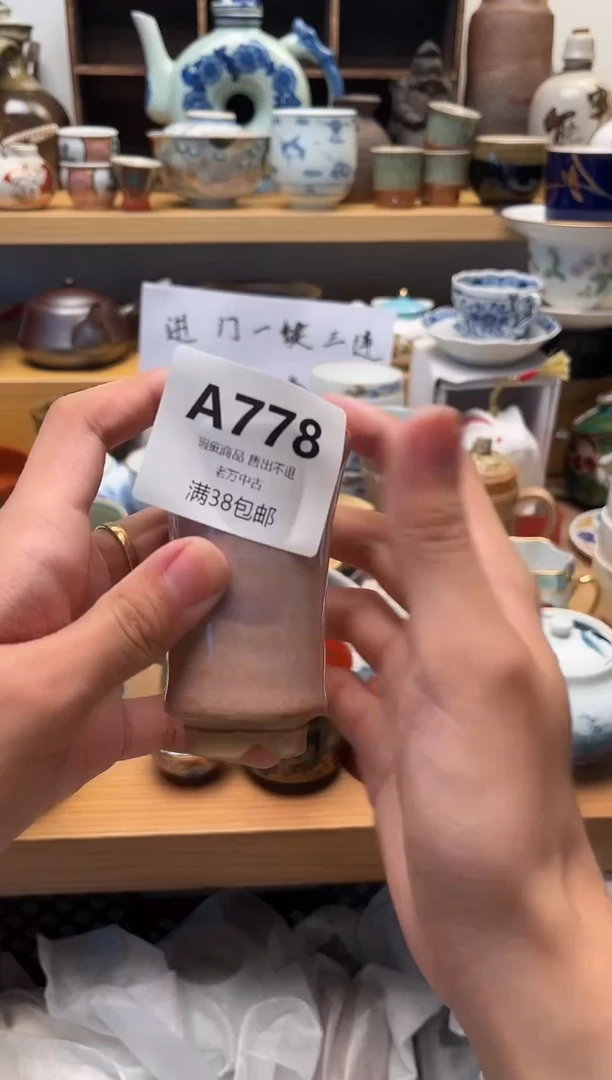 进门一键三连
A778
瑕疵商品 售出不退
老万中古
满38包邮